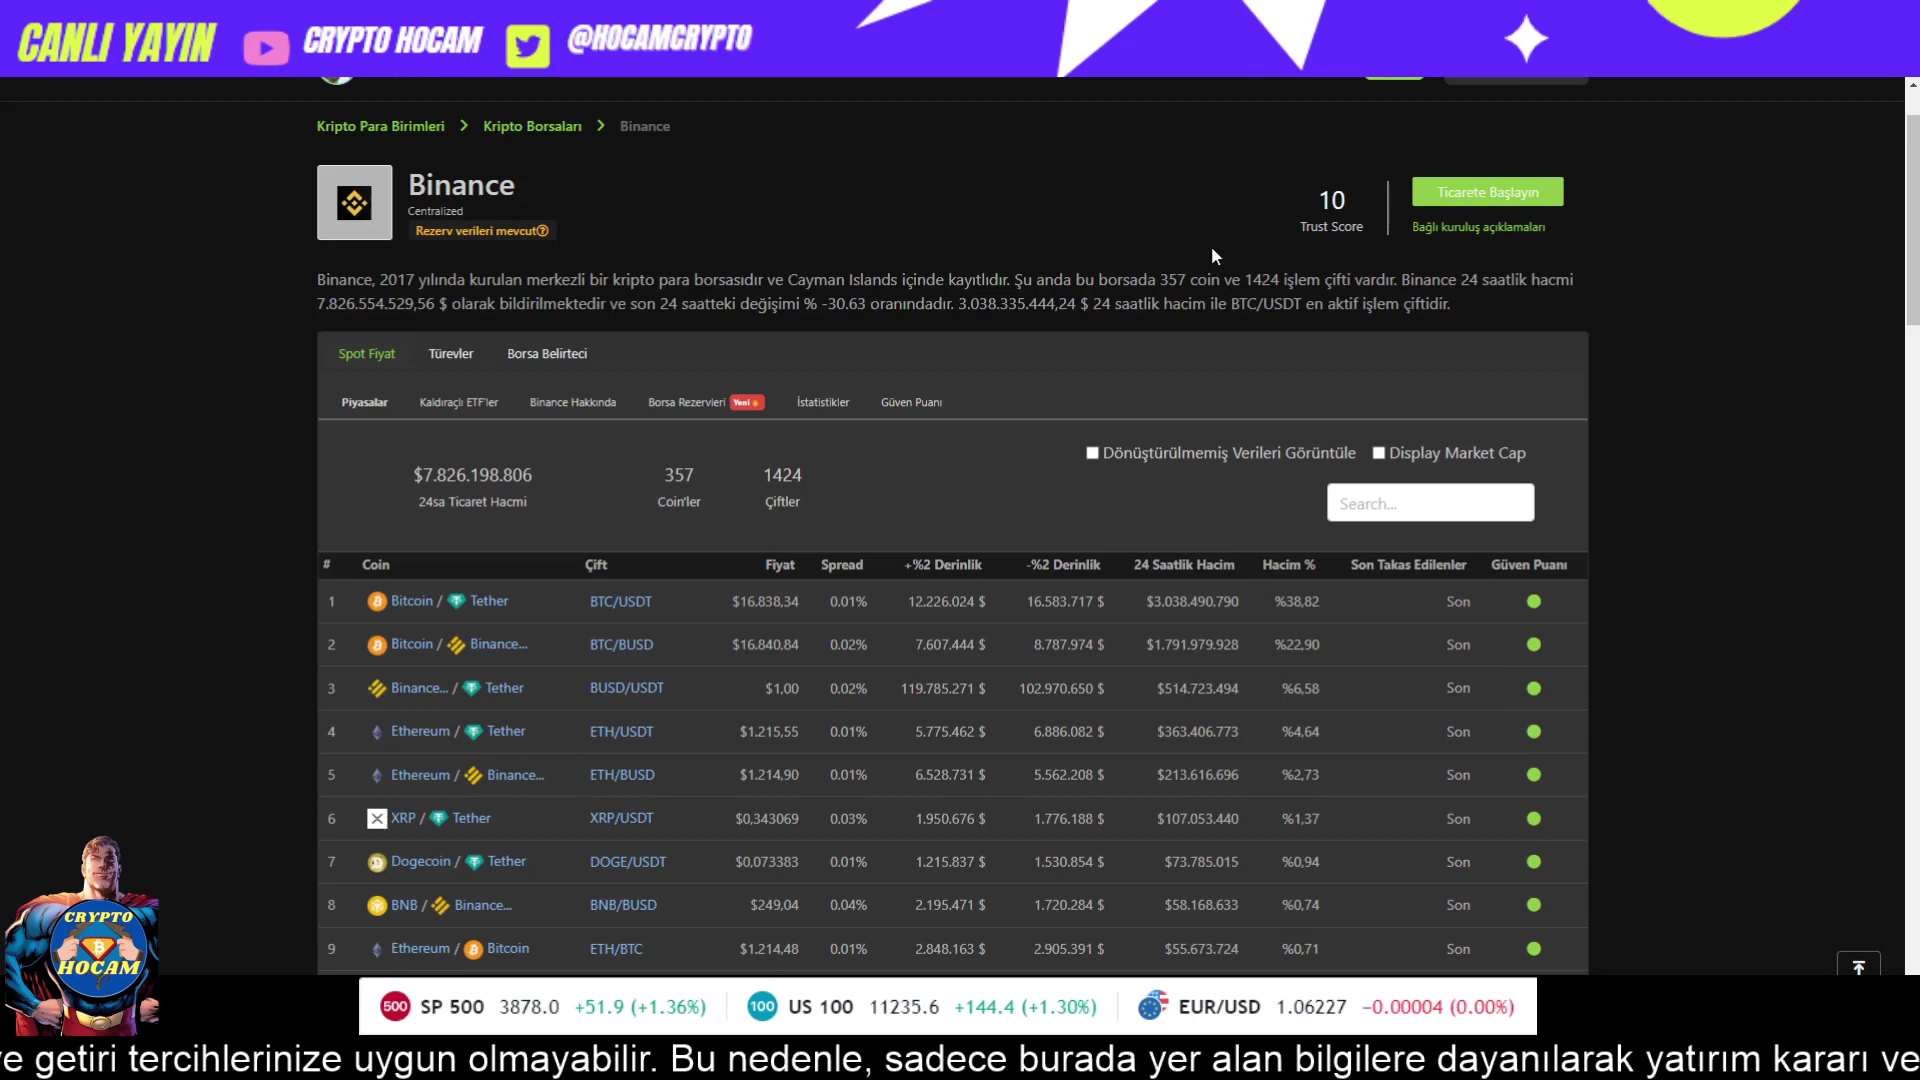 CANLI YAYIN CRYPTO HOCAM @HOCAMCRYPTO
Kripto Para Birimleri > Kripto Borsaları > Binance
Binance
Centralized
Rezerv verileri mevcut
10
Trust Score
Ticarete Başlayın
Bağlı kuruluş açıklamaları
Binance, 2017 yılında kurulan merkezli bir kripto para borsasıdır ve Cayman Islands içinde kayıtlıdır. Şu anda bu borsada 357 coin ve 1424 işlem çifti vardır. Binance 24 saatlik hacmi
7.826.554.529,56 $ olarak bildirilmektedir ve son 24 saatteki değişimi % -30.63 oranındadır. 3.038.335.444,24 $ 24 saatlik hacim ile BTC/USDT en aktif işlem çiftidir.
Spot Fiyat Türevler Borsa Belirteci
Piyasalar Kaldıraçlı ETF'ler Binance Hakkında Borsa Rezervleri Yeni İstatistikler Güven Puanı
Dönüştürülmemiş Verileri Görüntüle Display Market Cap
$7.826.198.806 357 1424
24sa Ticaret Hacmi Coin'ler Çiftler
Search...
# Coin Çift Fiyat Spread +%2 Derinlik -%2 Derinlik 24 Saatlik Hacim Hacim % Son Takas Edilenler Güven Puanı
1 Bitcoin / Tether BTC/USDT $16.838,34 0.01% 12.226.024 $ 16.583.717 $ $3.038.490.790 %38,82 Son
2 Bitcoin / Binance... BTC/BUSD $16.840,84 0.02% 7.607.444 $ 8.787.974 $ $1.791.979.928 %22,90 Son
3 Binance... / Tether BUSD/USDT $1,00 0.02% 119.785.271 $ 102.970.650 $ $514.723.494 %6,58 Son
4 Ethereum / Tether ETH/USDT $1.215,55 0.01% 5.775.462 $ 6.886.082 $ $363.406.773 %4,64 Son
5 Ethereum / Binance... ETH/BUSD $1.214,90 0.01% 6.528.731 $ 5.562.208 $ $213.616.696 %2,73 Son
6 XRP / Tether XRP/USDT $0,343069 0.03% 1.950.676 $ 1.776.188 $ $107.053.440 %1,37 Son
7 Dogecoin / Tether DOGE/USDT $0,073383 0.01% 1.215.837 $ 1.530.854 $ $73.785.015 %0,94 Son
8 BNB / Binance... BNB/BUSD $249,04 0.04% 2.195.471 $ 1.720.284 $ $58.168.633 %0,74 Son
9 Ethereum / Bitcoin ETH/BTC $1.214,48 0.01% 2.848.163 $ 2.905.391 $ $55.673.724 %0,71 Son
CRYPTO
HOCAM
500 SP 500 3878.0 +51.9 (+1.36%) 100 US 100 11235.6 +144.4 (+1.30%) EUR/USD 1.06227 −0.00004 (0.00%)
ve getiri tercihlerinize uygun olmayabilir. Bu nedenle, sadece burada yer alan bilgilere dayanılarak yatırım kararı ve